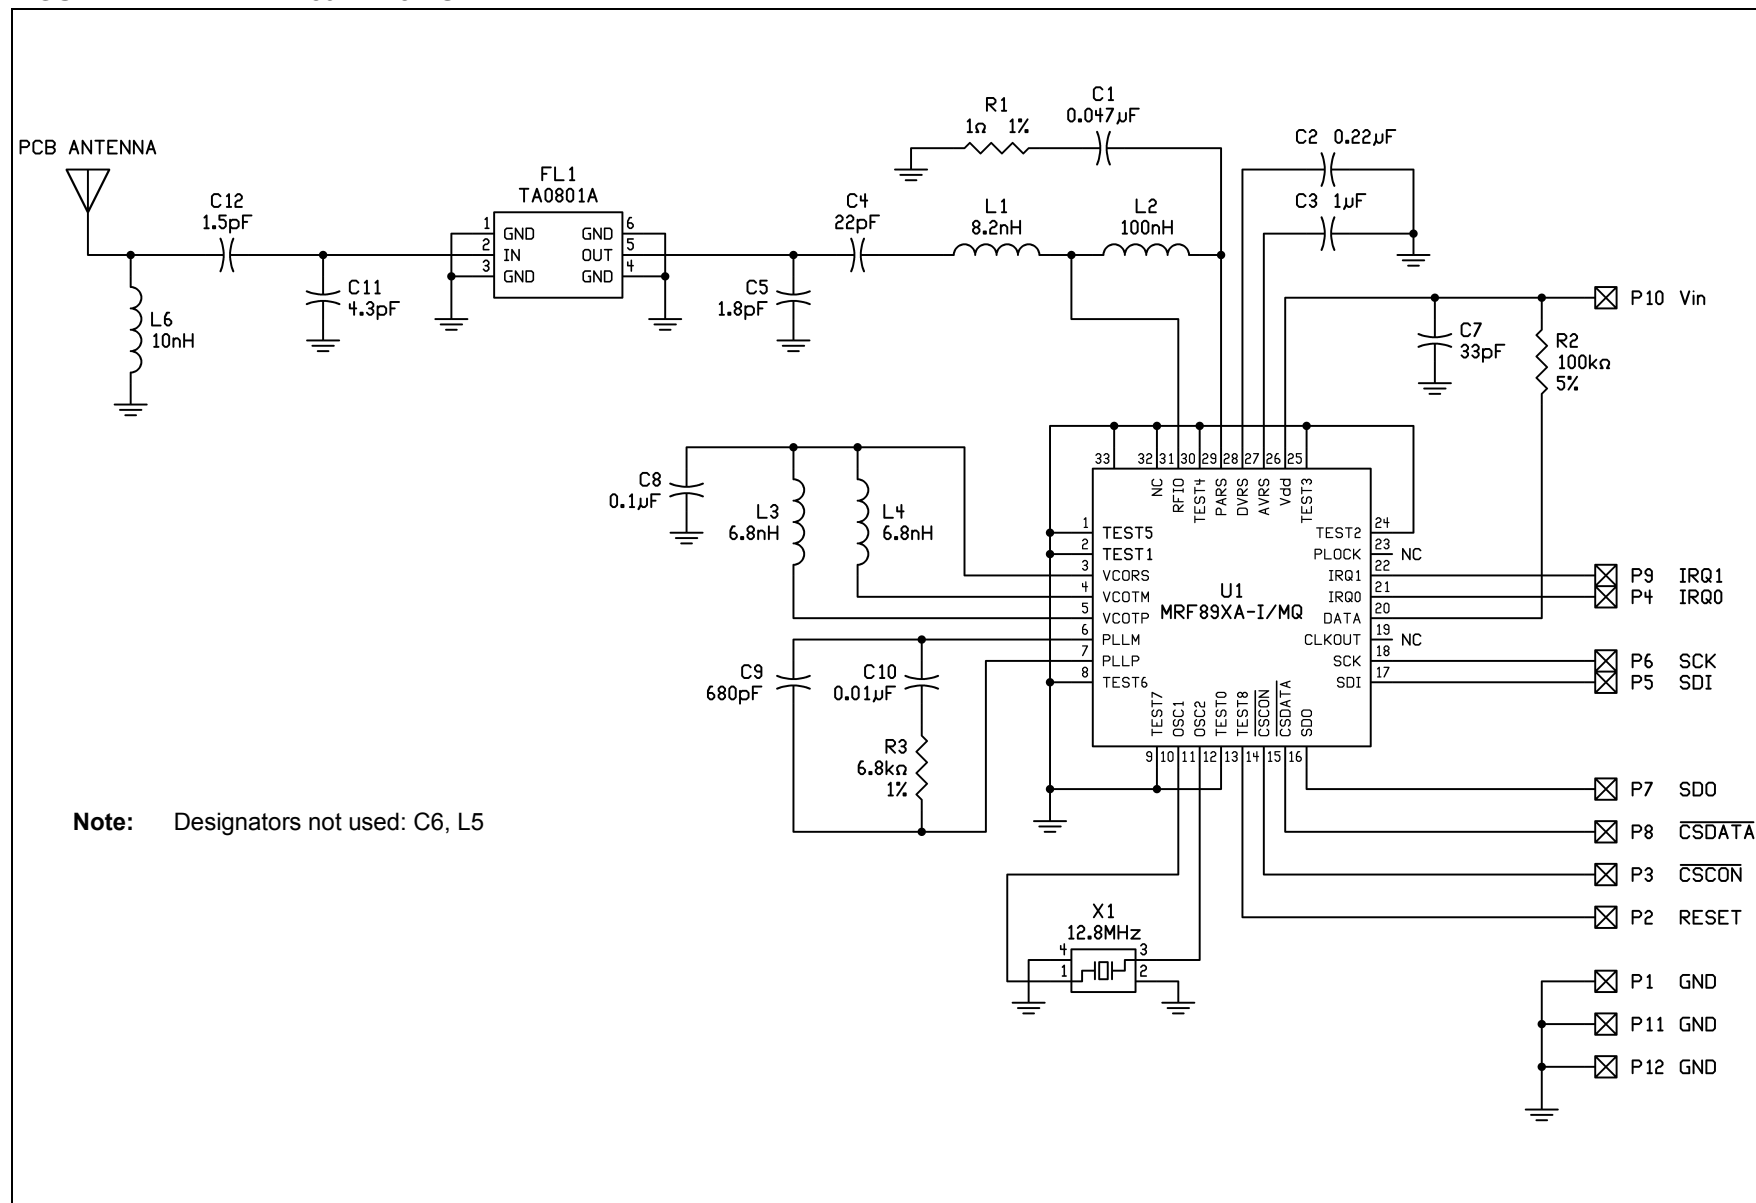 PCB ANTENNA
C12
1.5pF
L6
10nH
C11
4.3pF
FL1
TA0801A
1 GND GND 6
2 IN OUT 5
3 GND GND 4
C5
1.8pF
C4
22pF
R1
1Ω 1%
C1
0.047µF
L1
8.2nH
L2
100nH
C2 0.22µF
C3 1µF
P10 Vin
C7
33pF
R2
100kΩ
5%
C8
0.1µF
L3
6.8nH
L4
6.8nH
33 32 31 30 29 28 27 26 25
NC RFIO TEST4 PARS DVRS AVRS Vdd TEST3
1 TEST5
2 TEST1
3 VCORS
4 VCOTM
5 VCOTP
6 PLLM
7 PLLP
8 TEST6
U1
MRF89XA-I/MQ
TEST2 24
PLOCK 23 NC
IRQ1 22
IRQ0 21
DATA 20
CLKOUT 19 NC
SCK 18
SDI 17
TEST7 OSC1 OSC2 TEST0 TEST8 CSCON CSDATA SDO
9 10 11 12 13 14 15 16
P9 IRQ1
P4 IRQ0
P6 SCK
P5 SDI
C9
680pF
C10
0.01µF
R3
6.8kΩ
1%
Note: Designators not used: C6, L5
P7 SDO
P8 CSDATA
P3 CSCON
P2 RESET
X1
12.8MHz
4 3
1 2
P1 GND
P11 GND
P12 GND